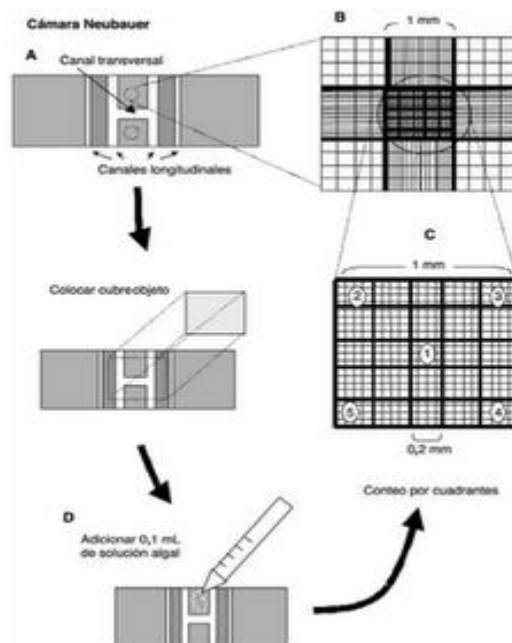 Cámara Neubauer
A
Canal transversal
Canales longitudinales
B
1 mm
C
1 mm
2
3
1
5
4
0,2 mm
Colocar cubreobjeto
Conteo por cuadrantes
D
Adicionar 0,1 mL
de solución algal